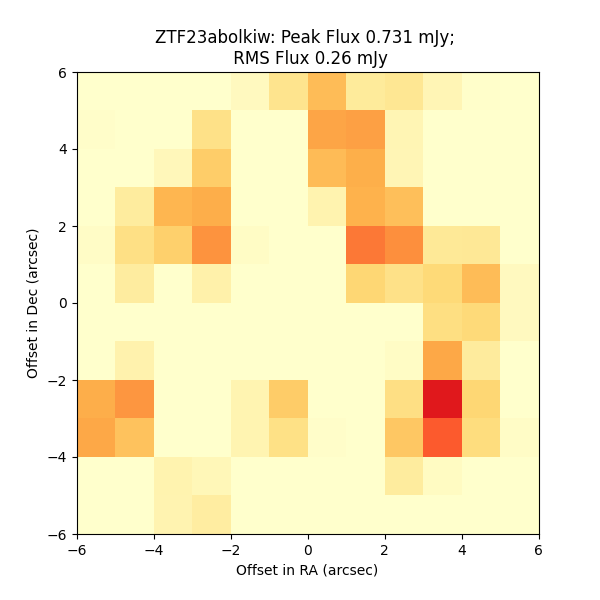 ZTF23abolkiw: Peak Flux 0.731 mJy;
RMS Flux 0.26 mJy
6
4
2
0
−2
−4
−6
Offset in Dec (arcsec)
−6 −4 −2 0 2 4 6
Offset in RA (arcsec)